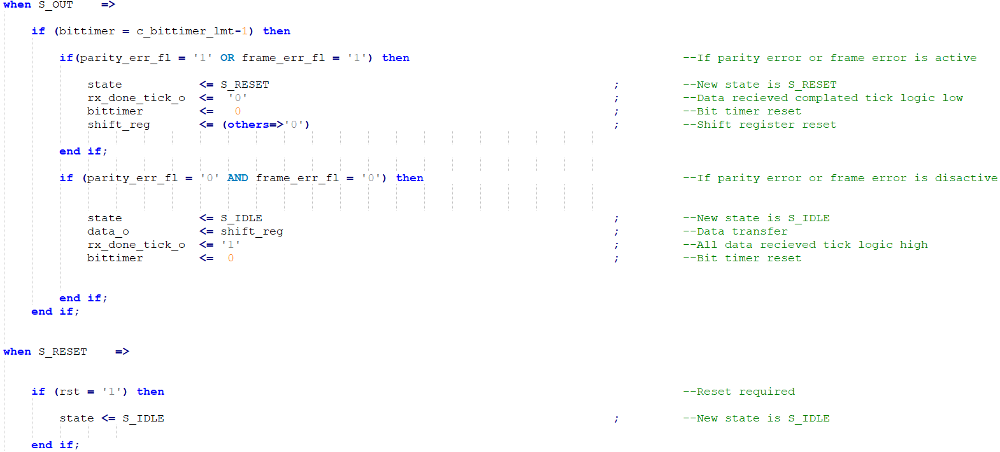 when S_OUT    =>
if (bittimer = c_bittimer_lmt-1) then
if(parity_err_fl = '1' OR frame_err_fl = '1') then    --If parity error or frame error is active
state    <= S_RESET    ;    --New state is S_RESET
rx_done_tick_o  <=  '0'    ;    --Data recieved complated tick logic low
bittimer    <=   0    ;    --Bit timer reset
shift_reg    <= (others=>'0')    ;    --Shift register reset
end if;
if (parity_err_fl = '0' AND frame_err_fl = '0') then    --If parity error or frame error is disactive
state    <= S_IDLE    ;    --New state is S_IDLE
data_o    <= shift_reg    ;    --Data transfer
rx_done_tick_o  <= '1'    ;    --All data recieved tick logic high
bittimer    <=  0    ;    --Bit timer reset
end if;
end if;
when S_RESET    =>
if (rst = '1') then    --Reset required
state <= S_IDLE    ;    --New state is S_IDLE
end if;